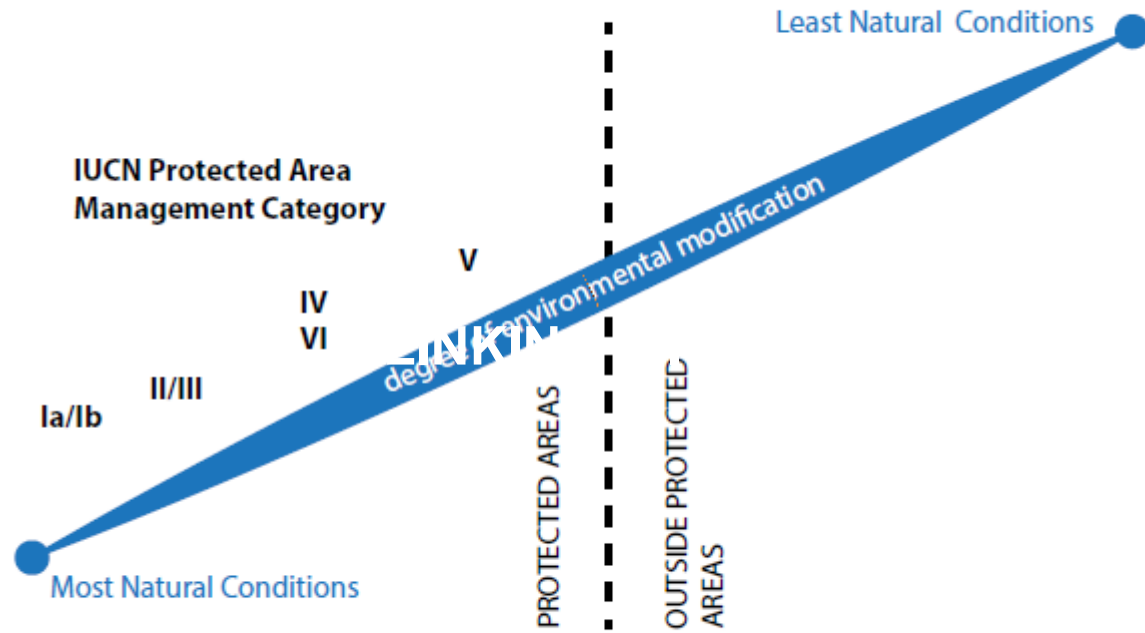 Least Natural Conditions
IUCN Protected Area
Management Category
V
IV
VI
II/III
Ia/Ib
degree of environmental modification
LINKIN
PROTECTED AREAS
OUTSIDE PROTECTED
AREAS
Most Natural Conditions